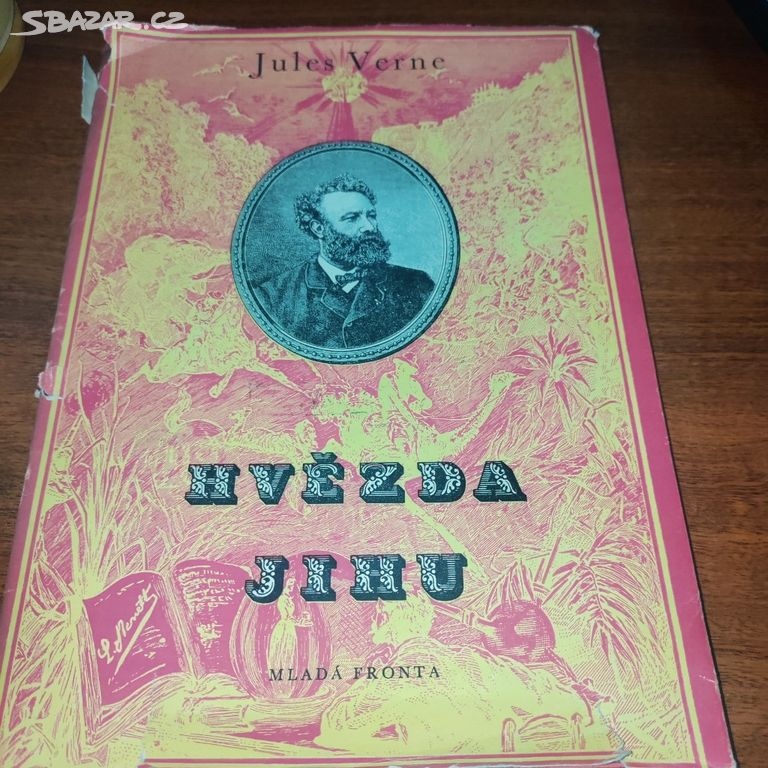 SBAZAR.CZ
Jules Verne
HVĚZDA
JIHU
MLADÁ FRONTA